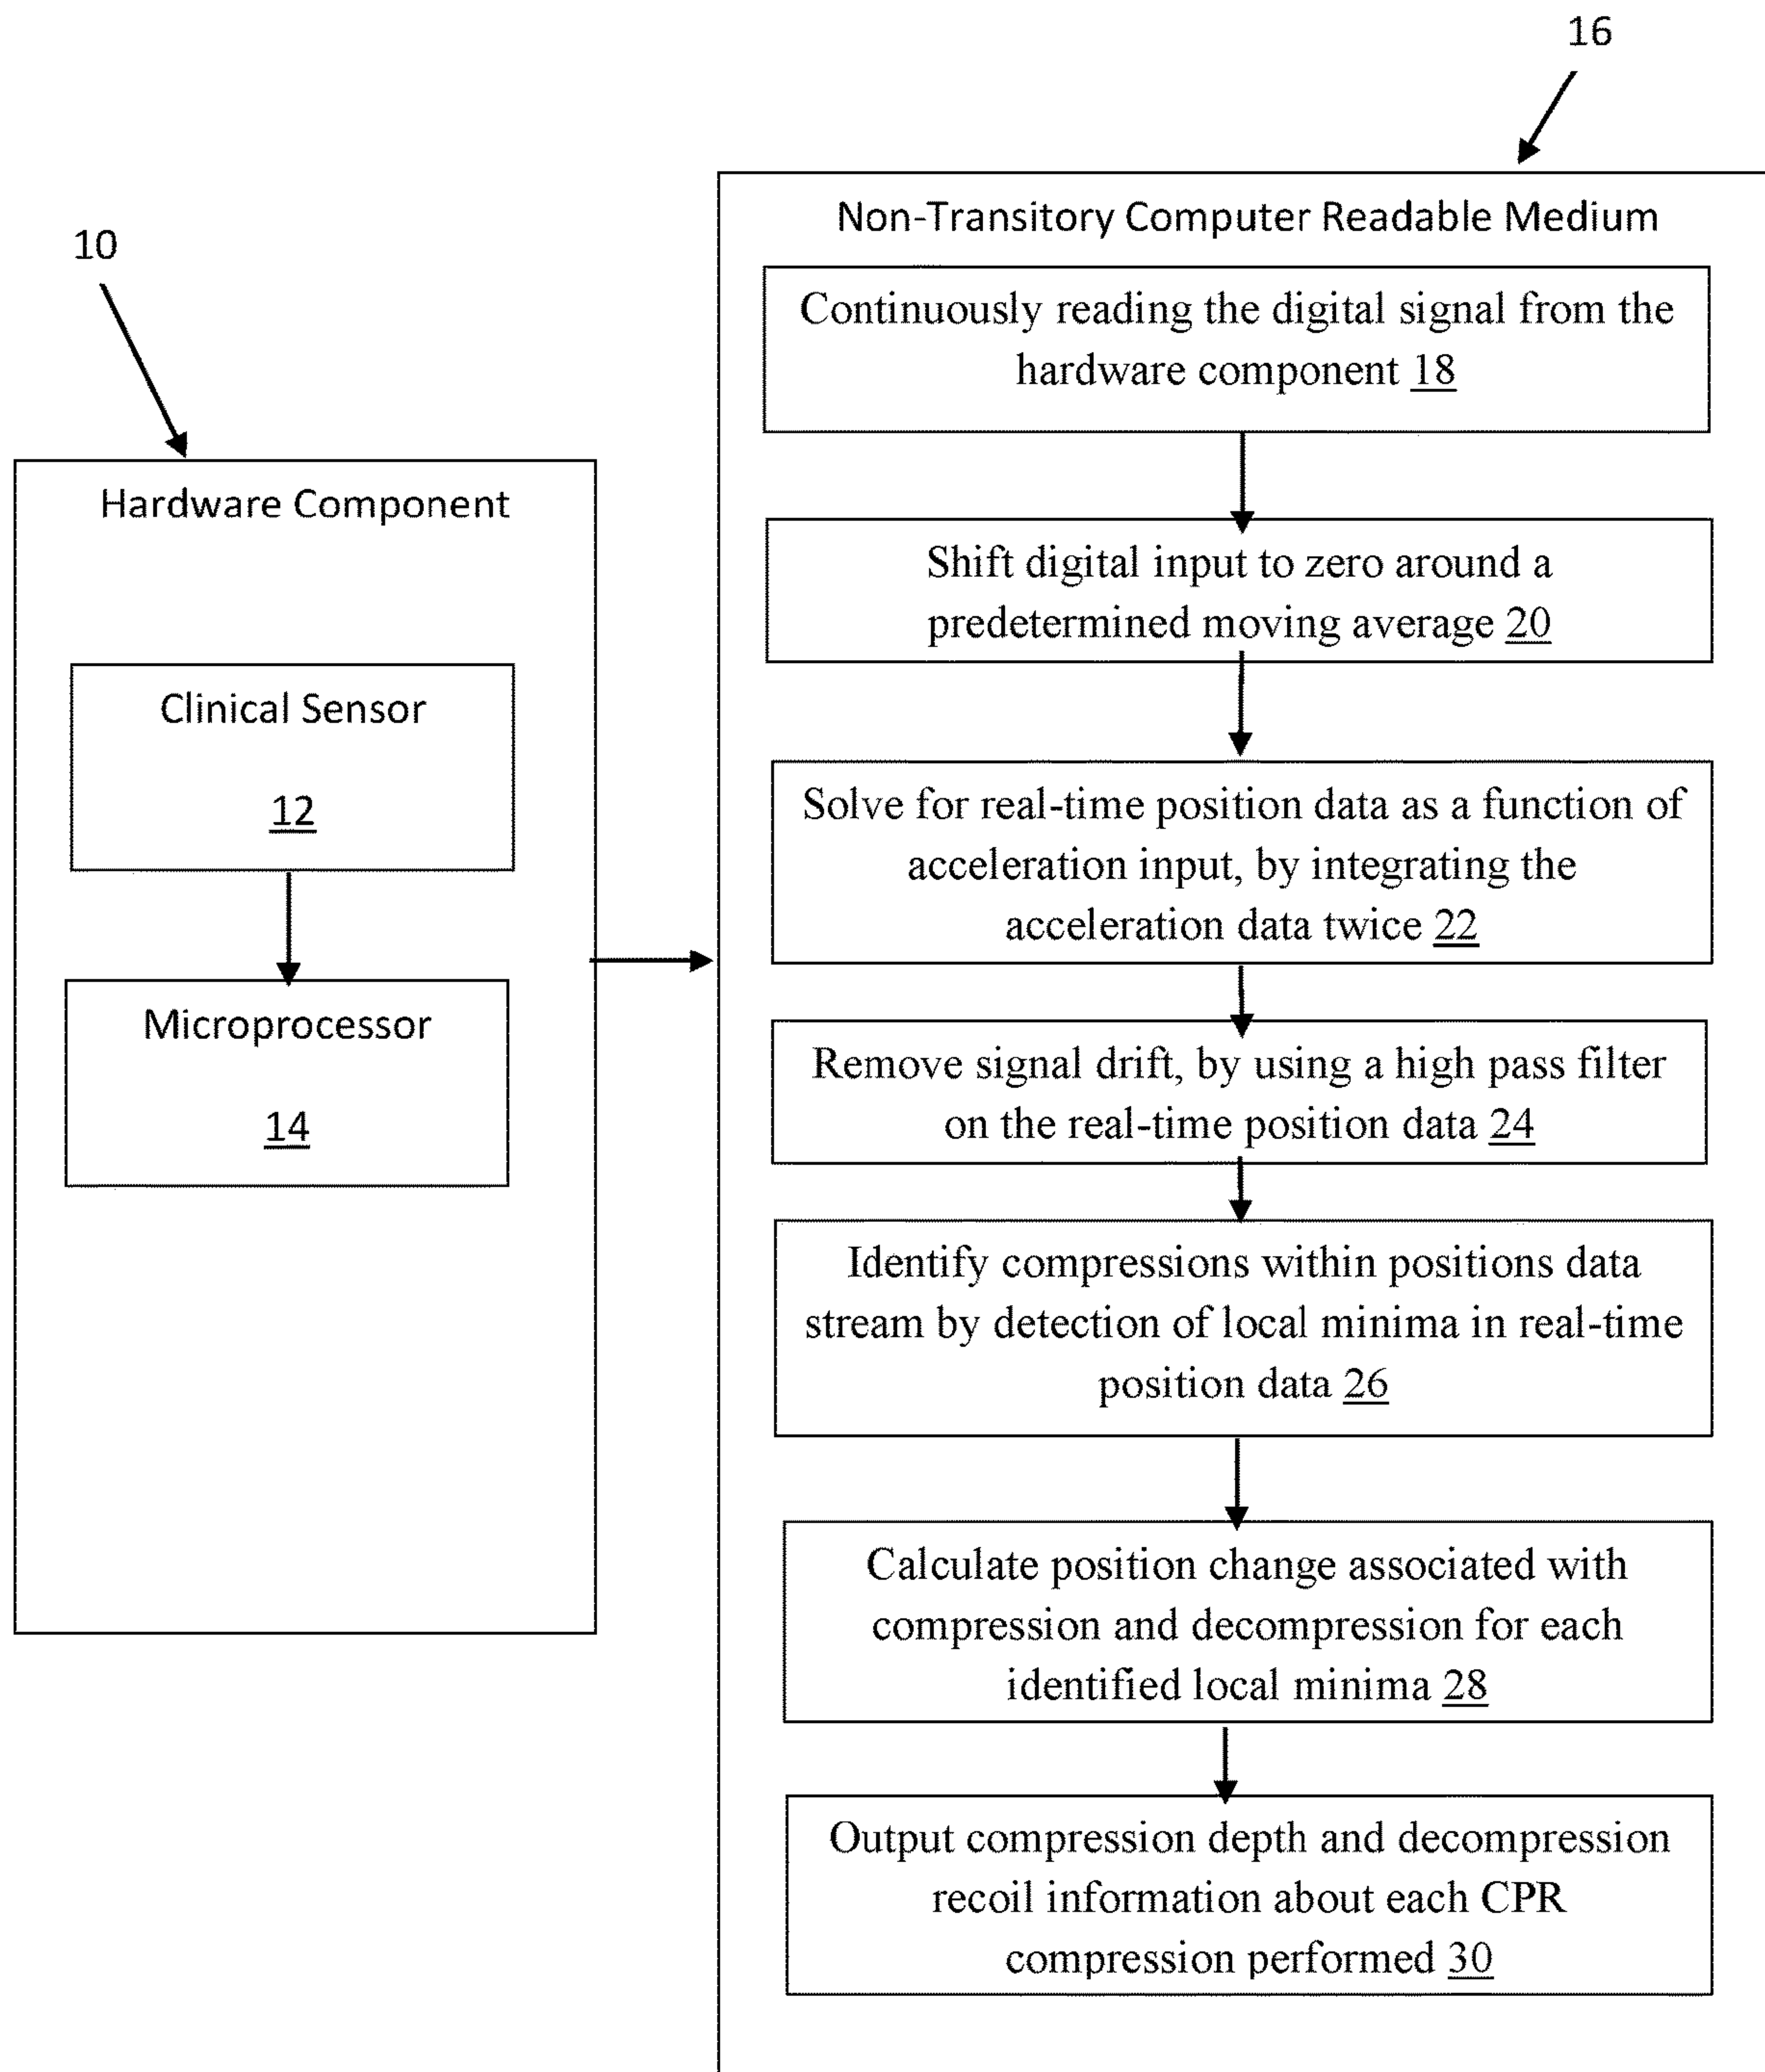 16
10
Hardware Component
Clinical Sensor
12
Microprocessor
14
Non-Transitory Computer Readable Medium
Continuously reading the digital signal from the
hardware component 18
Shift digital input to zero around a
predetermined moving average 20
Solve for real-time position data as a function of
acceleration input, by integrating the
acceleration data twice 22
Remove signal drift, by using a high pass filter
on the real-time position data 24
Identify compressions within positions data
stream by detection of local minima in real-time
position data 26
Calculate position change associated with
compression and decompression for each
identified local minima 28
Output compression depth and decompression
recoil information about each CPR
compression performed 30